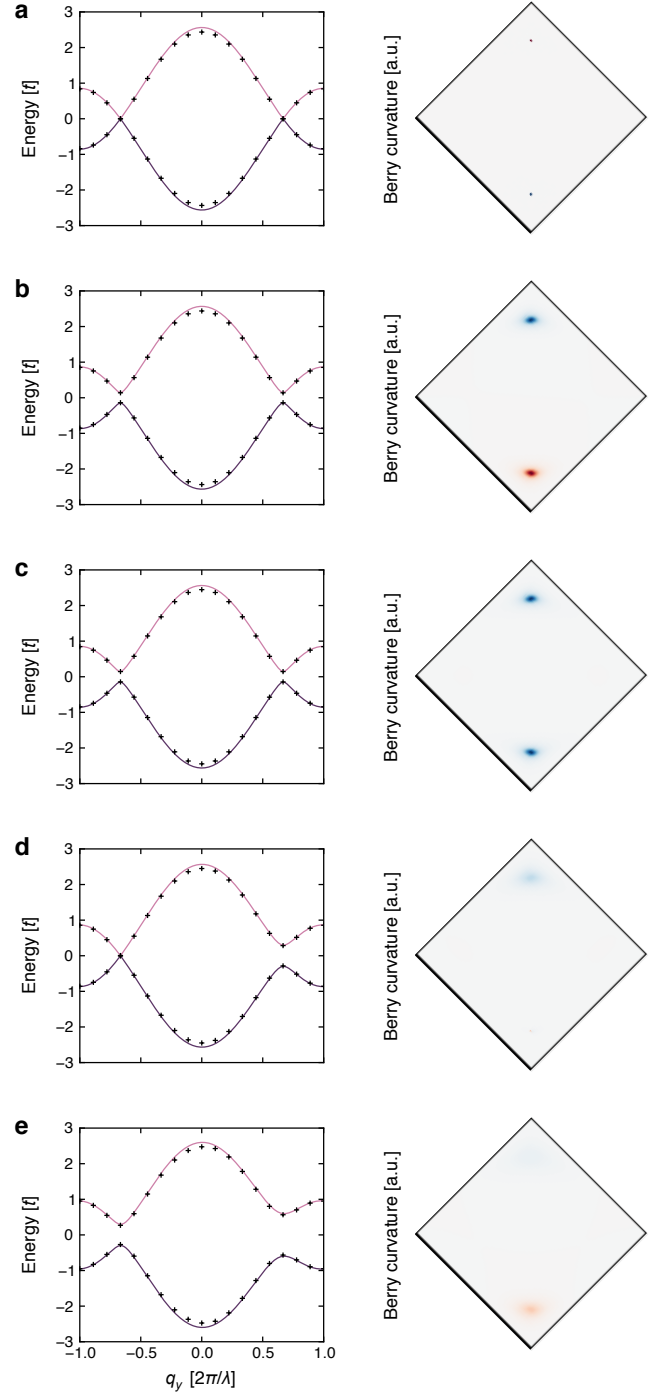 a
3
2
1
0
−1
−2
−3
Energy [t]
Berry curvature [a.u.]
b
3
2
1
0
−1
−2
−3
Energy [t]
Berry curvature [a.u.]
c
3
2
1
0
−1
−2
−3
Energy [t]
Berry curvature [a.u.]
d
3
2
1
0
−1
−2
−3
Energy [t]
Berry curvature [a.u.]
e
3
2
1
0
−1
−2
−3
Energy [t]
Berry curvature [a.u.]
−1.0 −0.5 0.0 0.5 1.0
q_y [2π/λ]